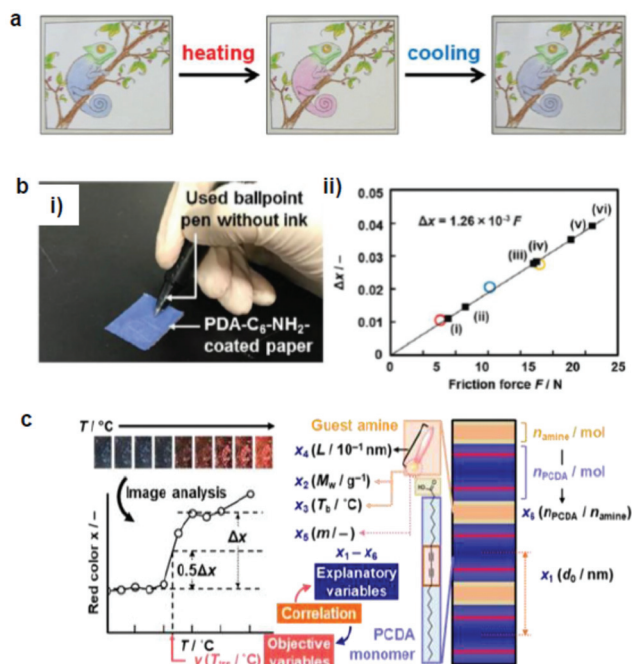 a
heating
cooling
b
i)
Used ballpoint
pen without ink
PDA-C6-NH2-
coated paper
ii)
0.05
0.04
0.03
0.02
0.01
0
Δx / –
Δx = 1.26 × 10⁻³ F
(i)
(ii)
(iii)
(iv)
(v)
(vi)
0 5 10 15 20 25
Friction force F / N
c
T / °C
Image analysis
Red color x / –
Δx
0.5Δx
T / °C
Guest amine
x4 (L / 10⁻¹ nm)
x2 (Mw / g⁻¹)
x3 (Tb / °C)
x5 (m / –)
x1 – x6
Explanatory
variables
Correlation
Objective
variables
HO
O
PCDA
monomer
namine / mol
nPCDA / mol
x6 (nPCDA / namine)
x1 (d0 / nm)